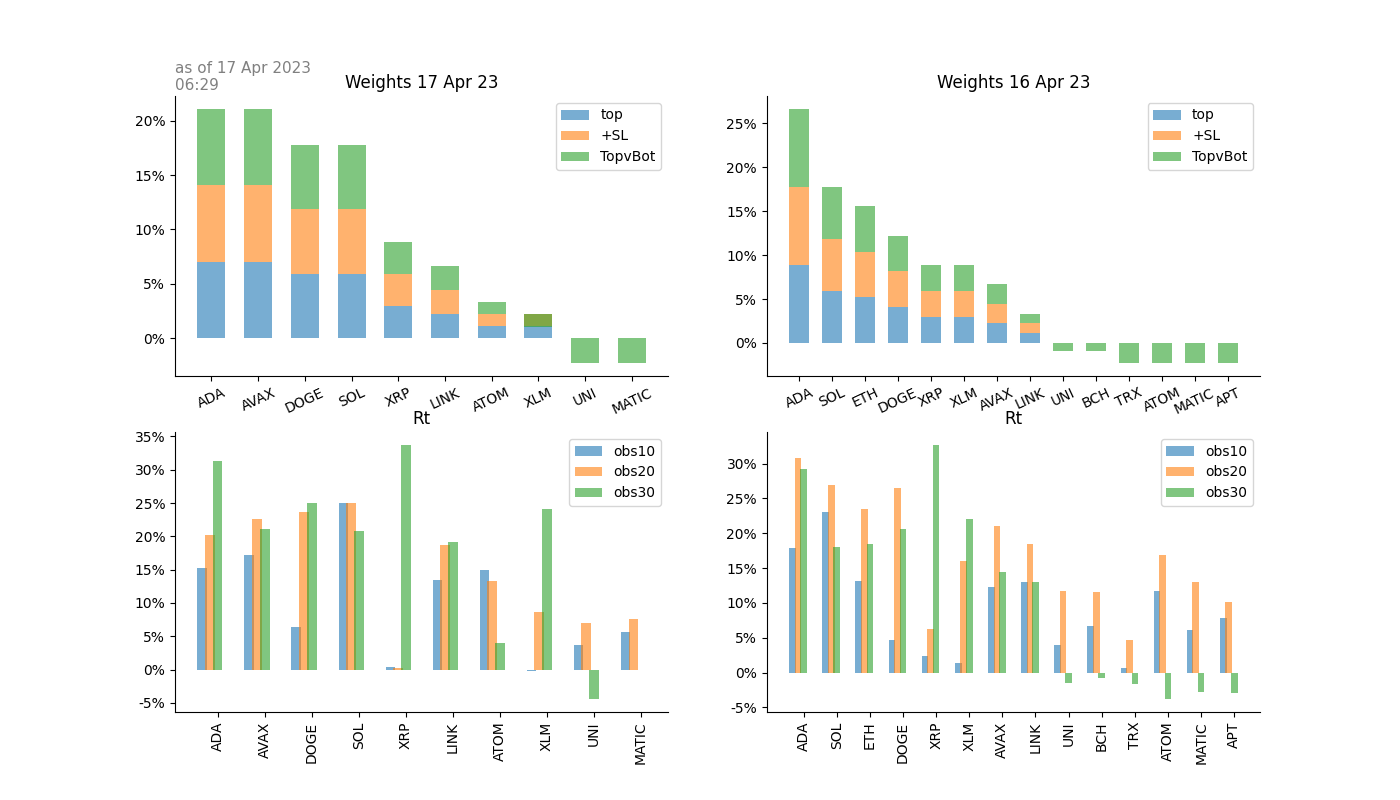 as of 17 Apr 2023
06:29
Weights 17 Apr 23
20%
15%
10%
5%
0%
top
+SL
TopvBot
ADA AVAX DOGE SOL XRP LINK ATOM XLM UNI MATIC
Weights 16 Apr 23
25%
20%
15%
10%
5%
0%
top
+SL
TopvBot
ADA SOL ETH DOGE XRP XLM AVAX LINK UNI BCH TRX ATOM MATIC APT
Rt
35%
30%
25%
20%
15%
10%
5%
0%
-5%
obs10
obs20
obs30
ADA AVAX DOGE SOL XRP LINK ATOM XLM UNI MATIC
Rt
30%
25%
20%
15%
10%
5%
0%
-5%
obs10
obs20
obs30
ADA SOL ETH DOGE XRP XLM AVAX LINK UNI BCH TRX ATOM MATIC APT